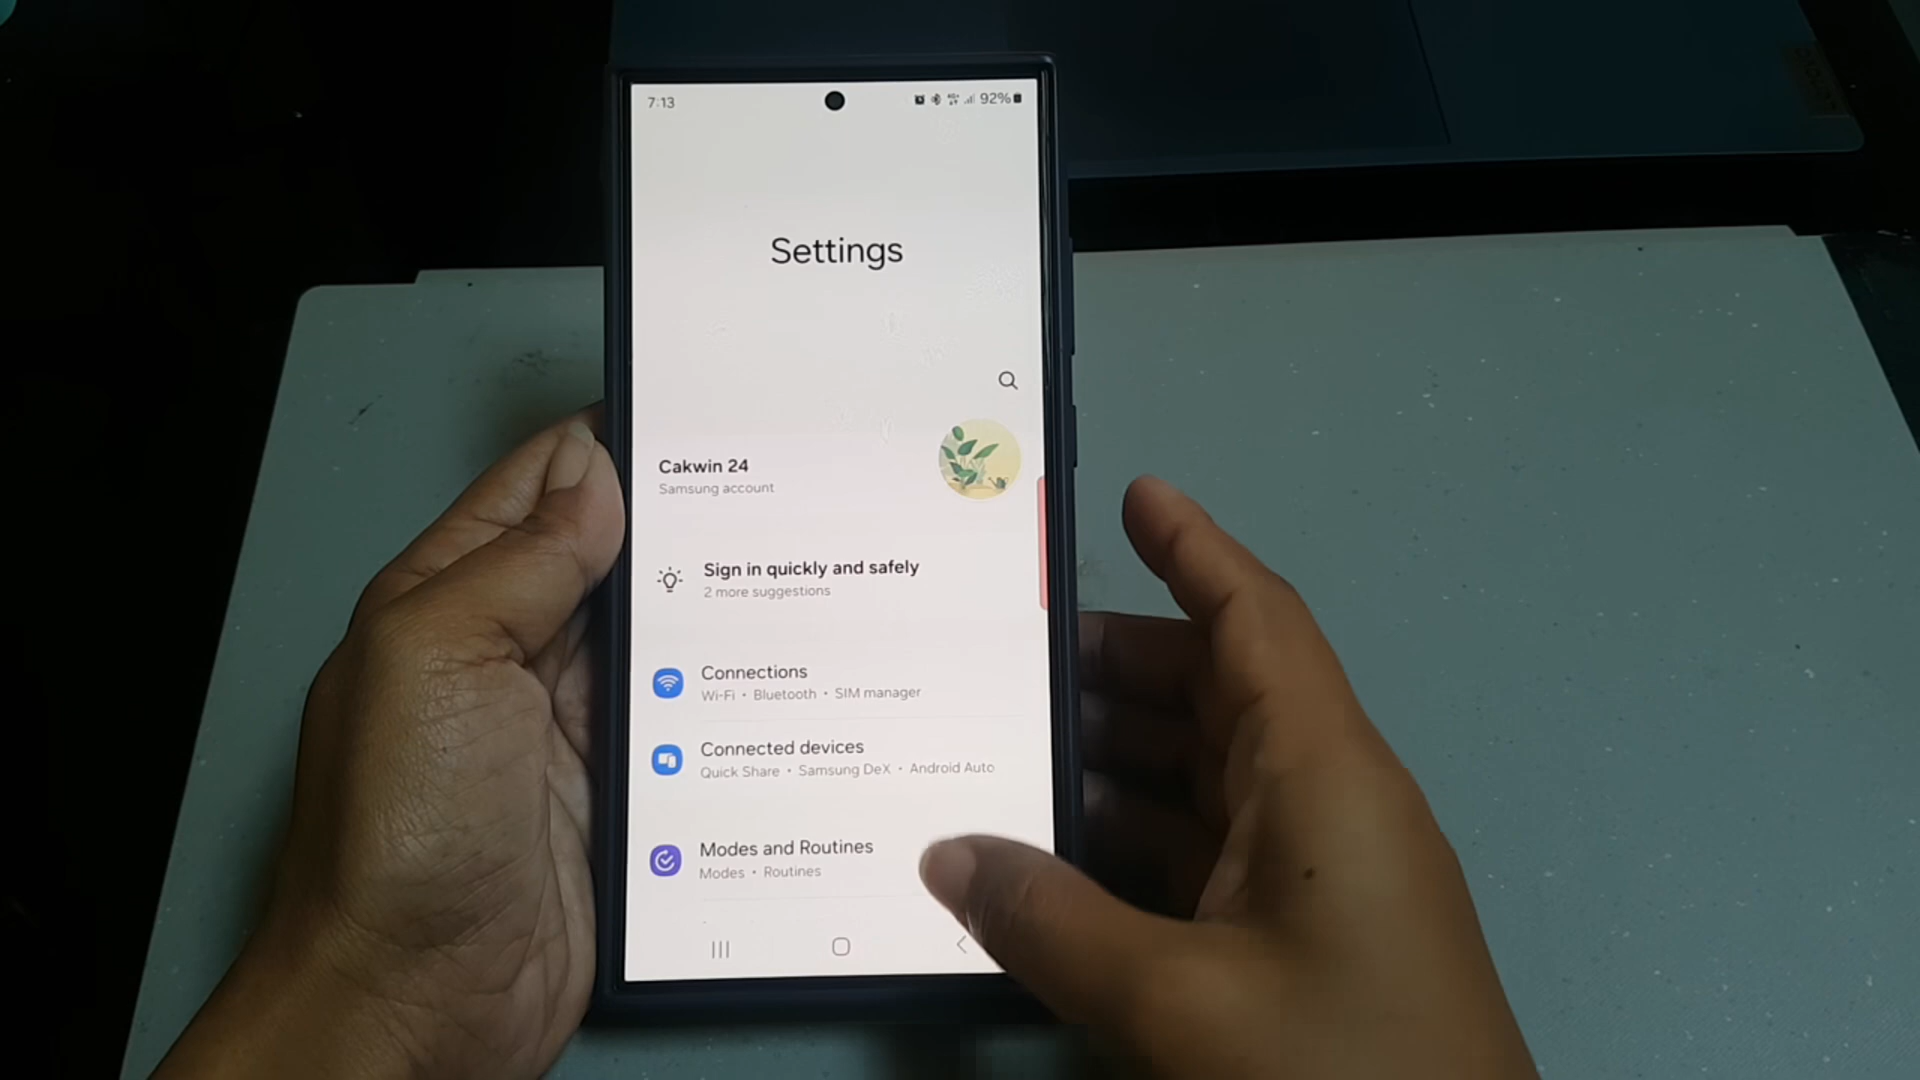 7:13
92%
Settings
Cakwin 24
Samsung account
Sign in quickly and safely
2 more suggestions
Connections
Wi-Fi • Bluetooth • SIM manager
Connected devices
Quick Share • Samsung DeX • Android Auto
Modes and Routines
Modes • Routines